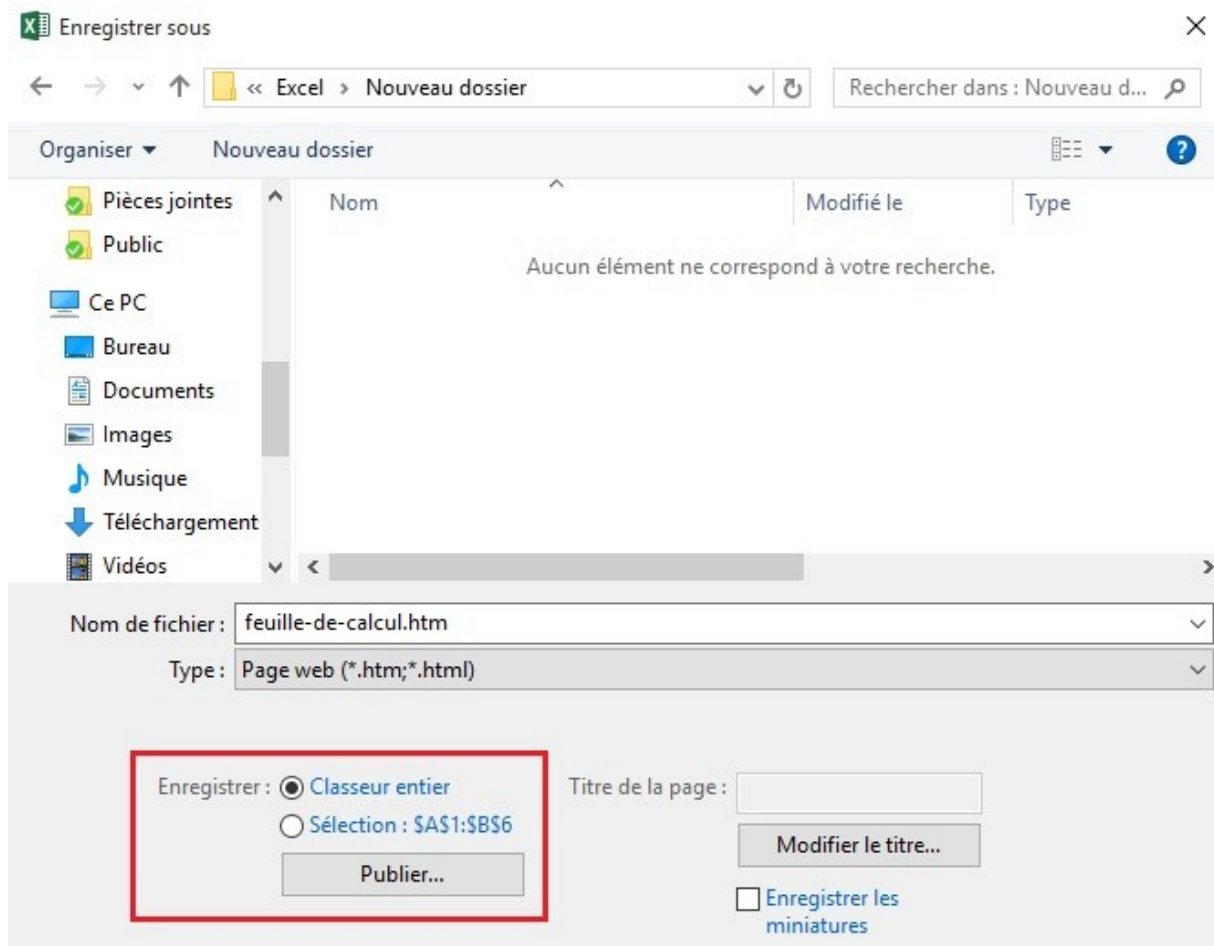 Enregistrer sous
« Excel > Nouveau dossier
Rechercher dans : Nouveau d...
Organiser
Nouveau dossier
?
Nom
Modifié le
Type
Aucun élément ne correspond à votre recherche.
Pièces jointes
Public
Ce PC
Bureau
Documents
Images
Musique
Téléchargement
Vidéos
Nom de fichier : feuille-de-calcul.htm
Type : Page web (*.htm;*.html)
Enregistrer : Classeur entier
Sélection : $A$1:$B$6
Publier...
Titre de la page :
Modifier le titre...
Enregistrer les
miniatures